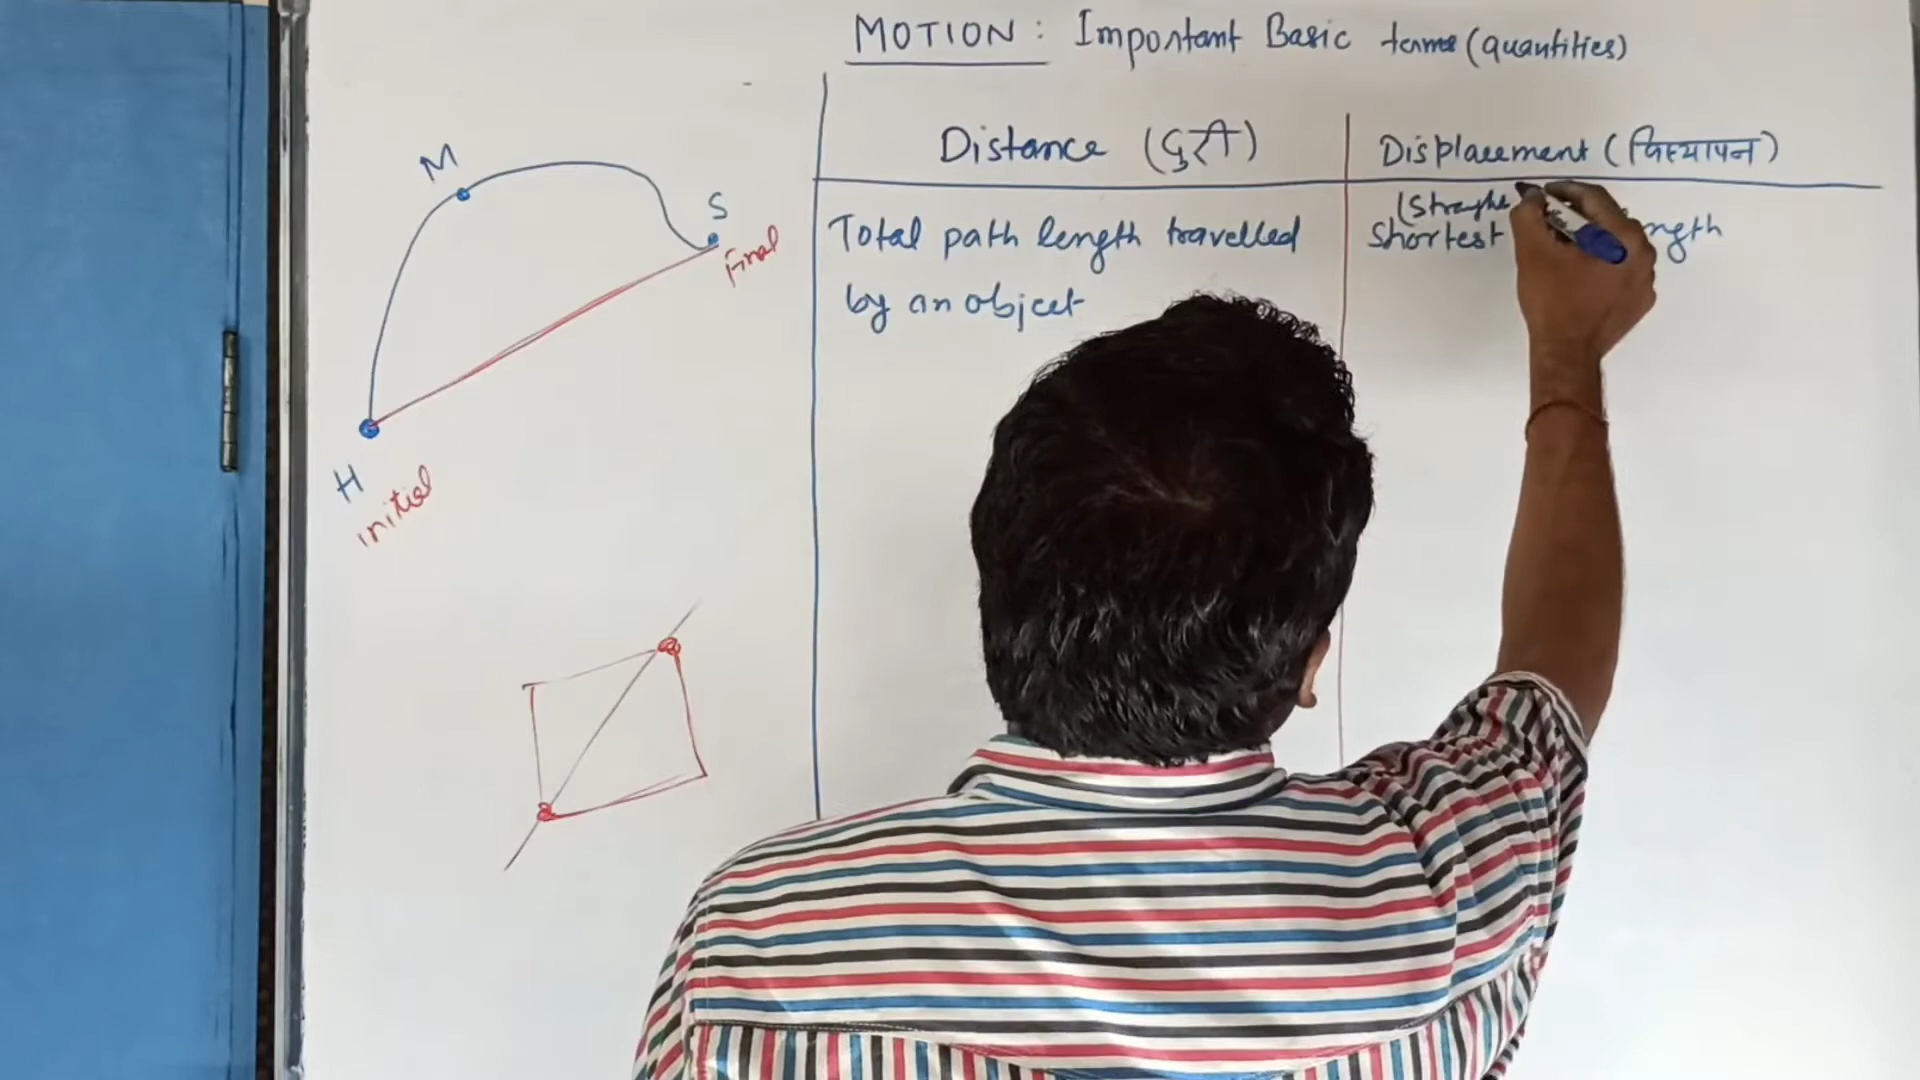 MOTION : Important Basic terms (quantities)
Distance (दुरी)
Displacement (विस्थापन)
M
S
Final
H
initial
Total path length travelled
by an object
(Straight
Shortest